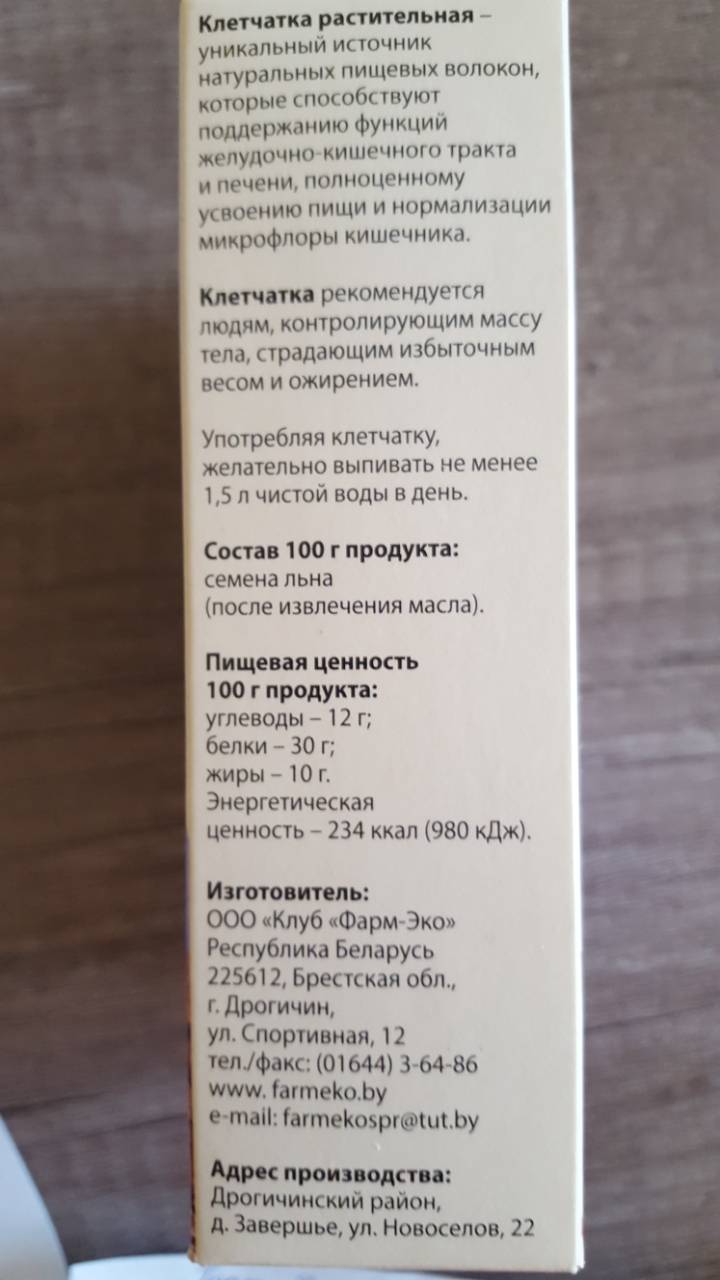 Клетчатка растительная –
уникальный источник
натуральных пищевых волокон,
которые способствуют
поддержанию функций
желудочно-кишечного тракта
и печени, полноценному
усвоению пищи и нормализации
микрофлоры кишечника.
Клетчатка рекомендуется
людям, контролирующим массу
тела, страдающим избыточным
весом и ожирением.
Употребляя клетчатку,
желательно выпивать не менее
1,5 л чистой воды в день.
Состав 100 г продукта:
семена льна
(после извлечения масла).
Пищевая ценность
100 г продукта:
углеводы – 12 г;
белки – 30 г;
жиры – 10 г.
Энергетическая
ценность – 234 ккал (980 кДж).
Изготовитель:
ООО «Клуб «Фарм-Эко»
Республика Беларусь
225612, Брестская обл.,
г. Дрогичин,
ул. Спортивная, 12
тел./факс: (01644) 3-64-86
www. farmeko.by
e-mail: farmekospr@tut.by
Адрес производства:
Дрогичинский район,
д. Завершье, ул. Новоселов, 22